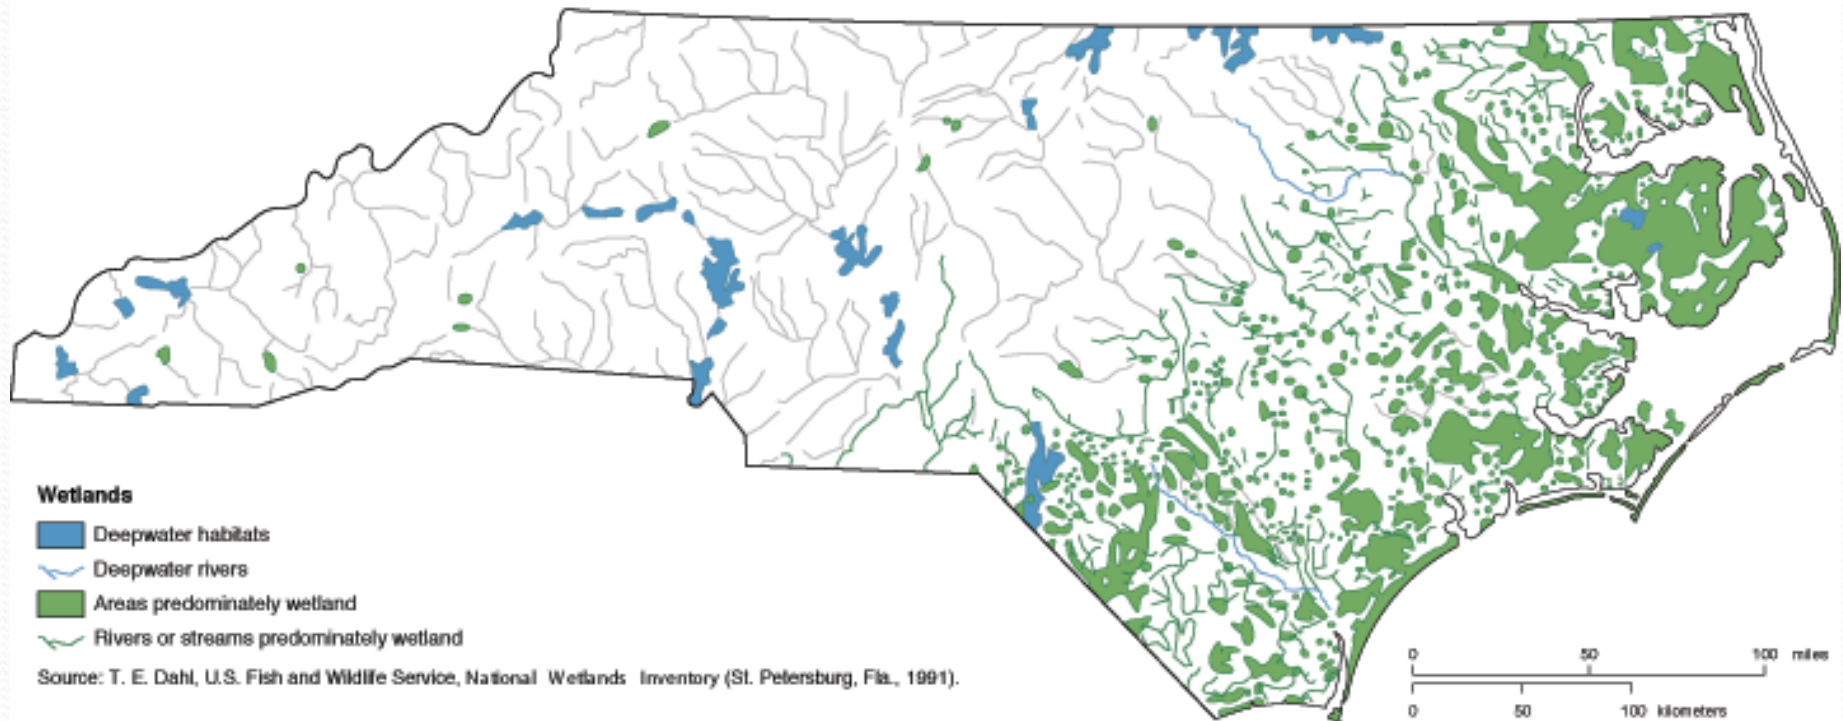 Wetlands
Deepwater habitats
Deepwater rivers
Areas predominately wetland
Rivers or streams predominately wetland
Source: T. E. Dahl, U.S. Fish and Wildlife Service, National Wetlands Inventory (St. Petersburg, Fla., 1991).
0 50 100 miles
0 50 100 kilometers